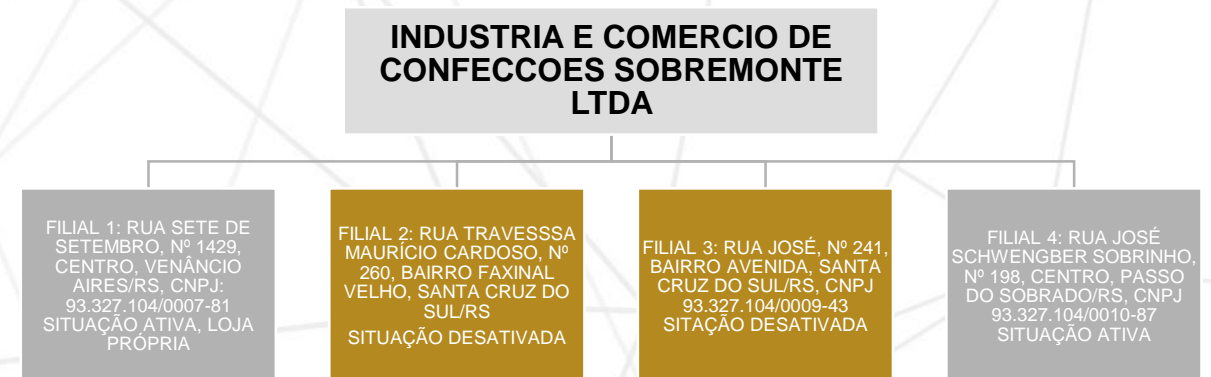 INDUSTRIA E COMERCIO DE
CONFECCOES SOBREMONTE
LTDA
FILIAL 1: RUA SETE DE
SETEMBRO, Nº 1429,
CENTRO, VENÂNCIO
AIRES/RS, CNPJ:
93.327.104/0007-81
SITUAÇÃO ATIVA, LOJA
PRÓPRIA
FILIAL 2: RUA TRAVESSSA
MAURÍCIO CARDOSO, Nº
260, BAIRRO FAXINAL
VELHO, SANTA CRUZ DO
SUL/RS
SITUAÇÃO DESATIVADA
FILIAL 3: RUA JOSÉ, Nº 241,
BAIRRO AVENIDA, SANTA
CRUZ DO SUL/RS, CNPJ
93.327.104/0009-43
SITAÇÃO DESATIVADA
FILIAL 4: RUA JOSÉ
SCHWENGBER SOBRINHO,
Nº 198, CENTRO, PASSO
DO SOBRADO/RS, CNPJ
93.327.104/0010-87
SITUAÇÃO ATIVA